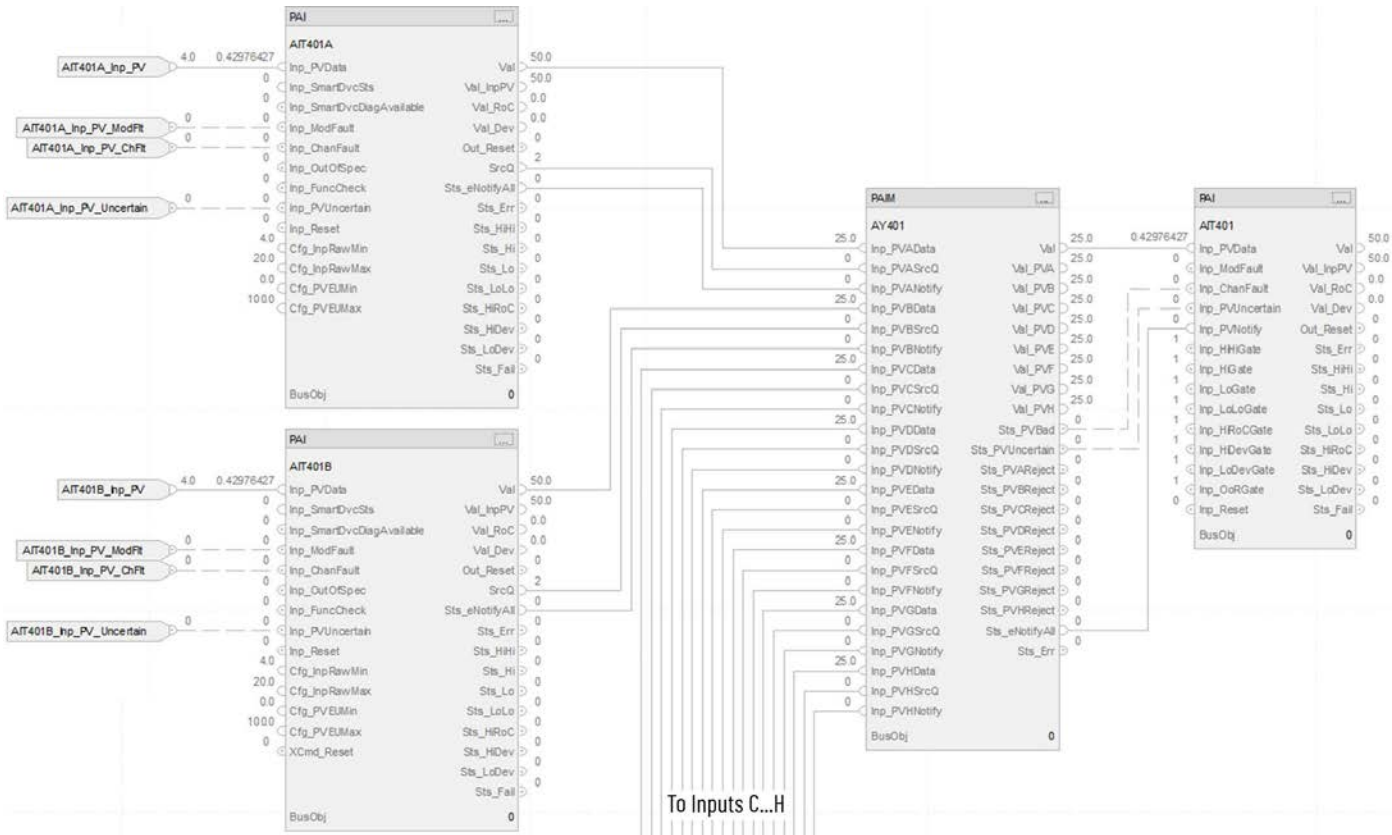 PAI ...
AIT401A
AIT401A_Inp_PV 4.0 0.42976427 Inp_PVData Val 50.0
0 Inp_SmartDvcSts Val_InpPV 50.0
0 Inp_SmartDvcDiagAvailable Val_RoC 0.0
AIT401A_Inp_PV_ModFlt 0 0 Inp_ModFault Val_Dev 0.0
AIT401A_Inp_PV_ChFlt 0 0 Inp_ChanFault Out_Reset 0
0 Inp_OutOfSpec SrcQ 2
0 Inp_FuncCheck Sts_eNotifyAll 0
AIT401A_Inp_PV_Uncertain 0 0 Inp_PVUncertain Sts_Err 0
0 Inp_Reset Sts_HiHi 0
4.0 Cfg_InpRawMin Sts_Hi 0
20.0 Cfg_InpRawMax Sts_Lo 0
0.0 Cfg_PVEUMin Sts_LoLo 0
100.0 Cfg_PVEUMax Sts_HiRoC 0
Sts_HiDev 0
Sts_LoDev 0
Sts_Fail 0
BusObj 0
PAI ...
AIT401B
AIT401B_Inp_PV 4.0 0.42976427 Inp_PVData Val 50.0
0 Inp_SmartDvcSts Val_InpPV 50.0
0 Inp_SmartDvcDiagAvailable Val_RoC 0.0
AIT401B_Inp_PV_ModFlt 0 0 Inp_ModFault Val_Dev 0.0
AIT401B_Inp_PV_ChFlt 0 0 Inp_ChanFault Out_Reset 0
0 Inp_OutOfSpec SrcQ 2
0 Inp_FuncCheck Sts_eNotifyAll 0
AIT401B_Inp_PV_Uncertain 0 0 Inp_PVUncertain Sts_Err 0
0 Inp_Reset Sts_HiHi 0
4.0 Cfg_InpRawMin Sts_Hi 0
20.0 Cfg_InpRawMax Sts_Lo 0
0.0 Cfg_PVEUMin Sts_LoLo 0
100.0 Cfg_PVEUMax Sts_HiRoC 0
0 XCmd_Reset Sts_HiDev 0
Sts_LoDev 0
Sts_Fail 0
BusObj 0
To Inputs C...H
PAIM ...
AY401
25.0 Inp_PVAData Val 25.0
0 Inp_PVASrcQ Val_PVA 25.0
0 Inp_PVANotify Val_PVB 25.0
25.0 Inp_PVBData Val_PVC 25.0
0 Inp_PVBSrcQ Val_PVD 25.0
0 Inp_PVBNotify Val_PVE 25.0
25.0 Inp_PVCData Val_PVF 25.0
0 Inp_PVCSrcQ Val_PVG 25.0
0 Inp_PVCNotify Val_PVH 25.0
25.0 Inp_PVDData Sts_PVBad 0
0 Inp_PVDSrcQ Sts_PVUncertain 0
0 Inp_PVDNotify Sts_PVAReject 0
25.0 Inp_PVEData Sts_PVBReject 0
0 Inp_PVESrcQ Sts_PVCReject 0
0 Inp_PVENotify Sts_PVDReject 0
25.0 Inp_PVFData Sts_PVEReject 0
0 Inp_PVFSrcQ Sts_PVFReject 0
0 Inp_PVFNotify Sts_PVGReject 0
25.0 Inp_PVGData Sts_PVHReject 0
0 Inp_PVGSrcQ Sts_eNotifyAll 0
0 Inp_PVGNotify Sts_Err 0
25.0 Inp_PVHData
0 Inp_PVHSrcQ
0 Inp_PVHNotify
BusObj 0
PAI ...
AIT401
0.42976427 Inp_PVData Val 50.0
0 Inp_ModFault Val_InpPV 50.0
0 Inp_ChanFault Val_RoC 0.0
0 Inp_PVUncertain Val_Dev 0.0
0 Inp_PVNotify Out_Reset 0
1 Inp_HiHiGate Sts_Err 0
1 Inp_HiGate Sts_HiHi 0
1 Inp_LoGate Sts_Hi 0
1 Inp_LoLoGate Sts_Lo 0
1 Inp_HiRoCGate Sts_LoLo 0
1 Inp_HiDevGate Sts_HiRoC 0
1 Inp_LoDevGate Sts_HiDev 0
1 Inp_OoRGate Sts_LoDev 0
0 Inp_Reset Sts_Fail 0
BusObj 0